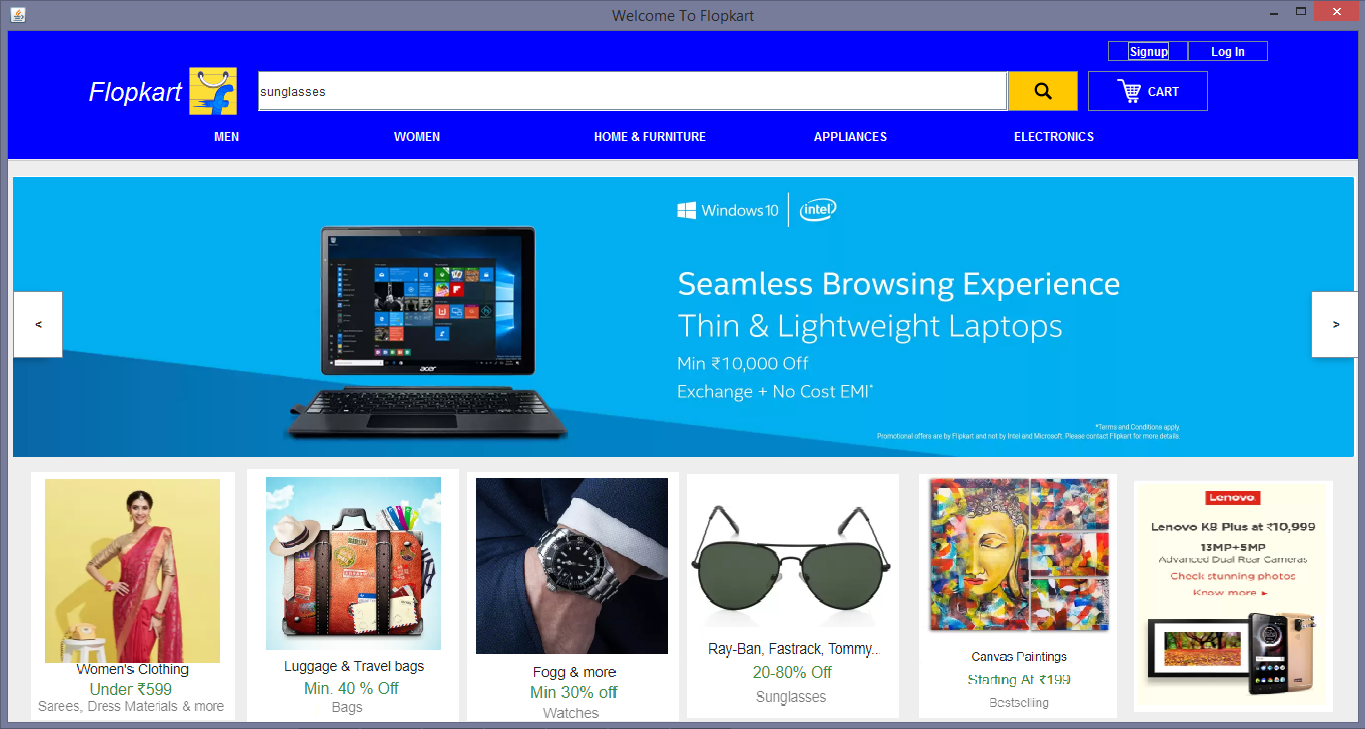 Welcome To Flopkart
Signup
Log In
Flopkart
sunglasses
CART
MEN
WOMEN
HOME & FURNITURE
APPLIANCES
ELECTRONICS
Windows 10
intel
Seamless Browsing Experience
Thin & Lightweight Laptops
Min ₹10,000 Off
Exchange + No Cost EMI*
*Terms and Conditions apply.
Promotional offers are by Flipkart and not by Intel and Microsoft. Please contact Flipkart for more details.
acer
<
>
Women's Clothing
Under ₹599
Sarees, Dress Materials & more
Luggage & Travel bags
Min. 40 % Off
Bags
Fogg & more
Min 30% off
Watches
Ray-Ban, Fastrack, Tommy...
20-80% Off
Sunglasses
Canvas Paintings
Starting At ₹199
Bestselling
Lenovo
Lenovo K8 Plus at ₹10,999
13MP+5MP
Advanced Dual Rear Cameras
Check stunning photos
Know more ►